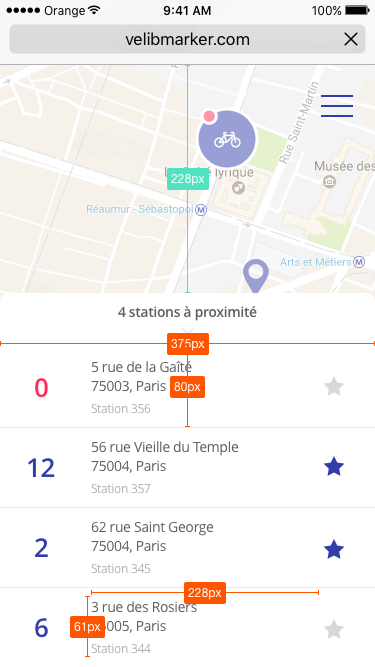 Orange 9:41 AM 100%
velibmarker.com
Rue Saint-Martin
Musée des
228px
lyrique
Réaumur - Sébastopol M
Arts et Métiers M
4 stations à proximité
375px
0
5 rue de la Gaîté
75003, Paris
80px
Station 356
12
56 rue Vieille du Temple
75004, Paris
Station 357
2
62 rue Saint George
75004, Paris
Station 345
228px
6
3 rue des Rosiers
61px
005, Paris
Station 344